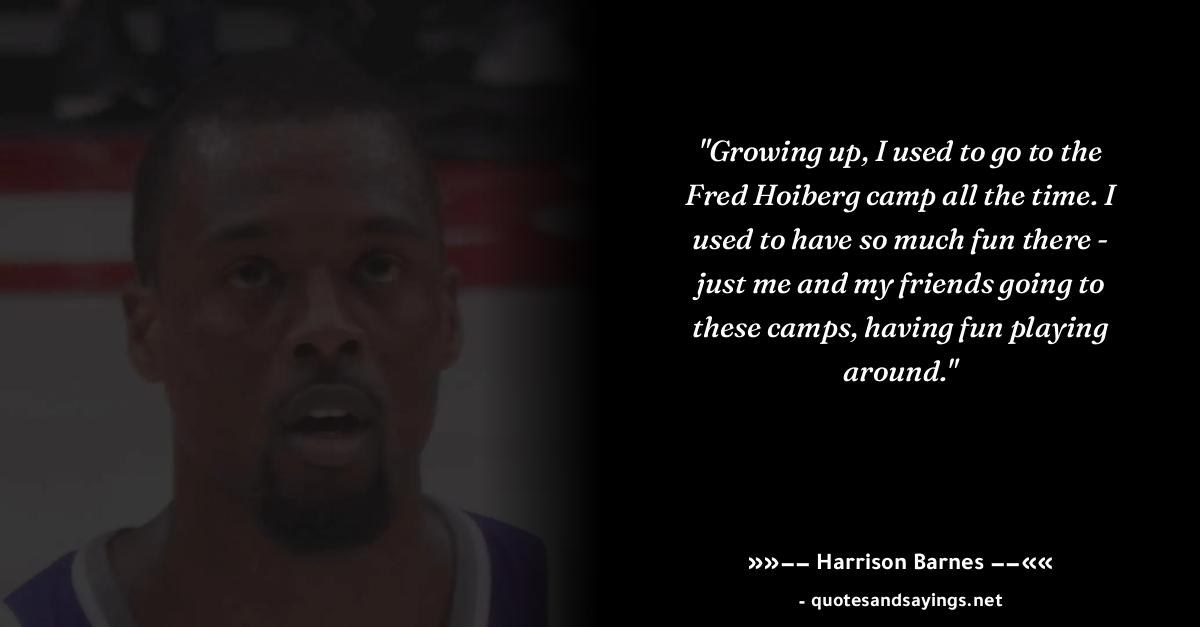 "Growing up, I used to go to the
Fred Hoiberg camp all the time. I
used to have so much fun there -
just me and my friends going to
these camps, having fun playing
around."
»»–– Harrison Barnes ––««
- quotesandsayings.net